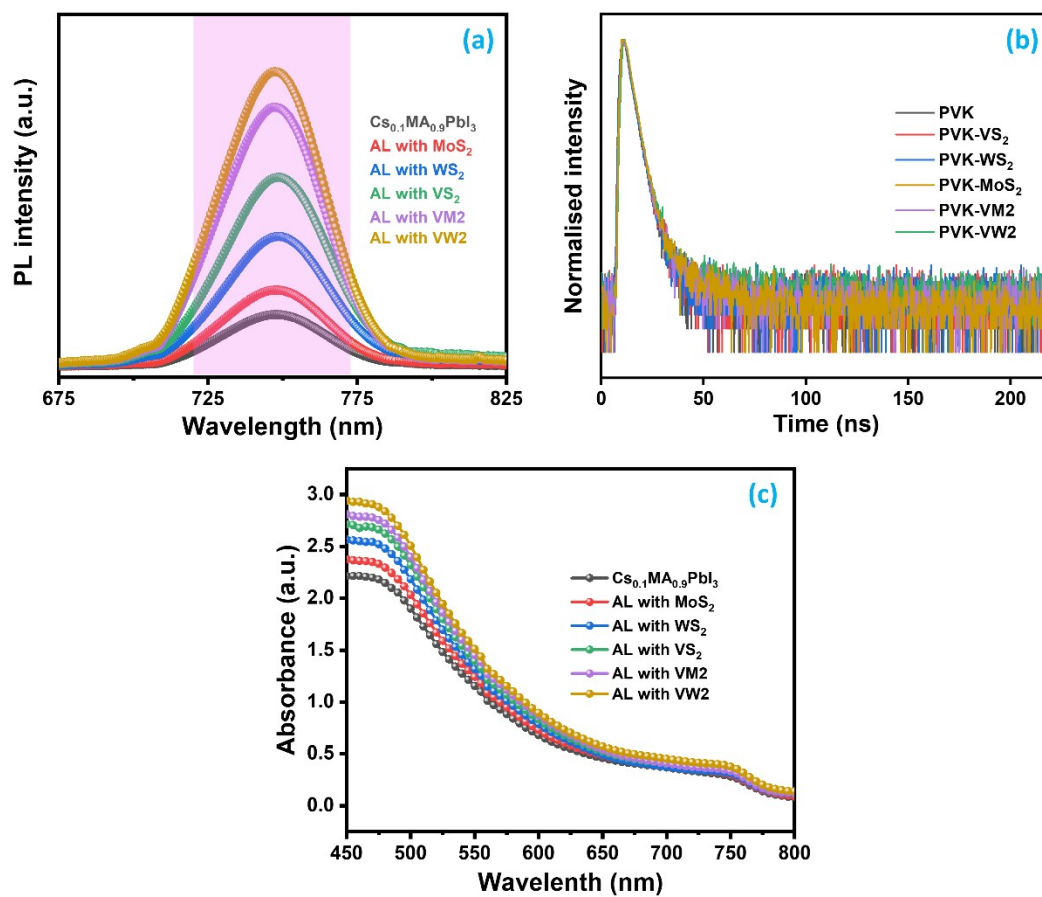 (a)
PL intensity (a.u.)
Cs₀.₁MA₀.₉PbI₃
AL with MoS₂
AL with WS₂
AL with VS₂
AL with VM2
AL with VW2
675 725 775 825
Wavelength (nm)
(b)
Normalised intensity
PVK
PVK-VS₂
PVK-WS₂
PVK-MoS₂
PVK-VM2
PVK-VW2
0 50 100 150 200
Time (ns)
(c)
Absorbance (a.u.)
3.0
2.5
2.0
1.5
1.0
0.5
0.0
Cs₀.₁MA₀.₉PbI₃
AL with MoS₂
AL with WS₂
AL with VS₂
AL with VM2
AL with VW2
450 500 550 600 650 700 750 800
Wavelenth (nm)